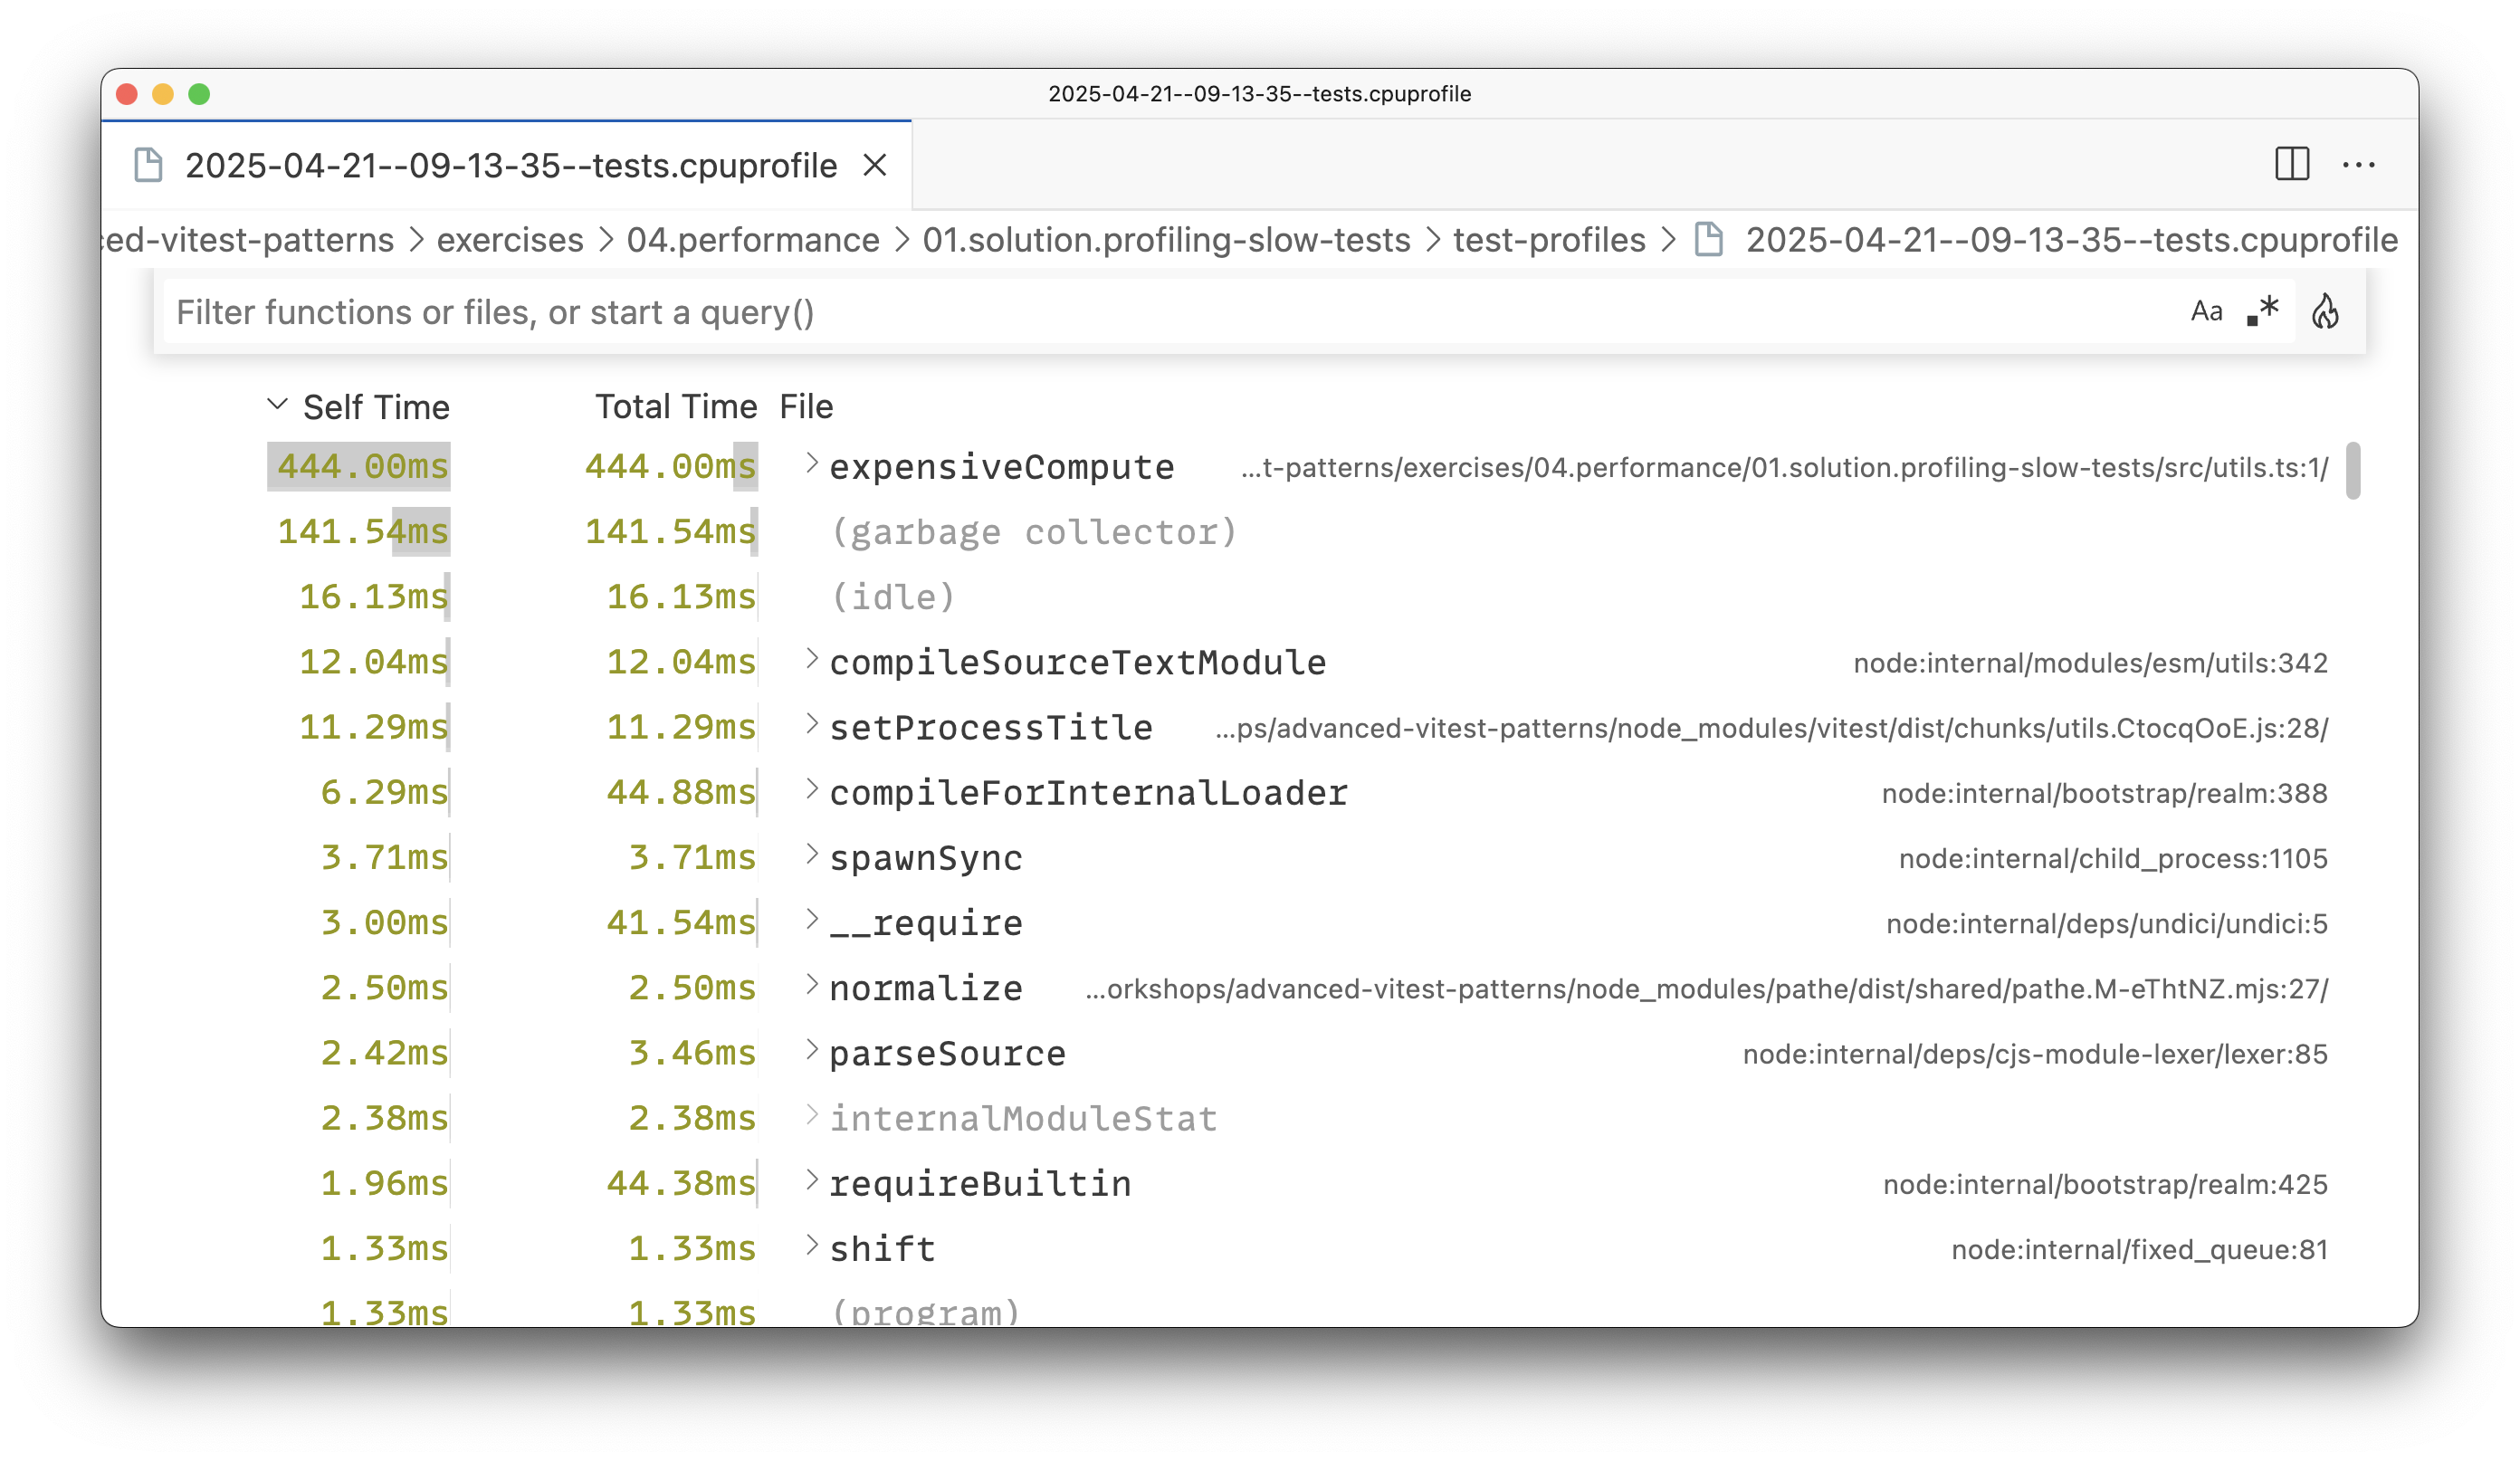 2025-04-21--09-13-35--tests.cpuprofile
2025-04-21--09-13-35--tests.cpuprofile
ed-vitest-patterns > exercises > 04.performance > 01.solution.profiling-slow-tests > test-profiles > 2025-04-21--09-13-35--tests.cpuprofile
Filter functions or files, or start a query() Aa .*
Self Time Total Time File
444.00ms 444.00ms expensiveCompute ...t-patterns/exercises/04.performance/01.solution.profiling-slow-tests/src/utils.ts:1/
141.54ms 141.54ms (garbage collector)
16.13ms 16.13ms (idle)
12.04ms 12.04ms compileSourceTextModule node:internal/modules/esm/utils:342
11.29ms 11.29ms setProcessTitle ...ps/advanced-vitest-patterns/node_modules/vitest/dist/chunks/utils.CtocqOoE.js:28/
6.29ms 44.88ms compileForInternalLoader node:internal/bootstrap/realm:388
3.71ms 3.71ms spawnSync node:internal/child_process:1105
3.00ms 41.54ms __require node:internal/deps/undici/undici:5
2.50ms 2.50ms normalize ...orkshops/advanced-vitest-patterns/node_modules/pathe/dist/shared/pathe.M-eThtNZ.mjs:27/
2.42ms 3.46ms parseSource node:internal/deps/cjs-module-lexer/lexer:85
2.38ms 2.38ms internalModuleStat
1.96ms 44.38ms requireBuiltin node:internal/bootstrap/realm:425
1.33ms 1.33ms shift node:internal/fixed_queue:81
1.33ms 1.33ms (program)